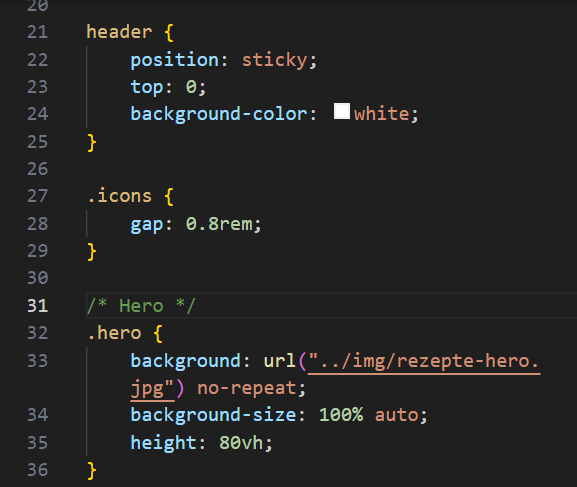 20
21 header {
22 position: sticky;
23 top: 0;
24 background-color: white;
25 }
26
27 .icons {
28 gap: 0.8rem;
29 }
30
31 /* Hero */
32 .hero {
33 background: url("../img/rezepte-hero.
jpg") no-repeat;
34 background-size: 100% auto;
35 height: 80vh;
36 }